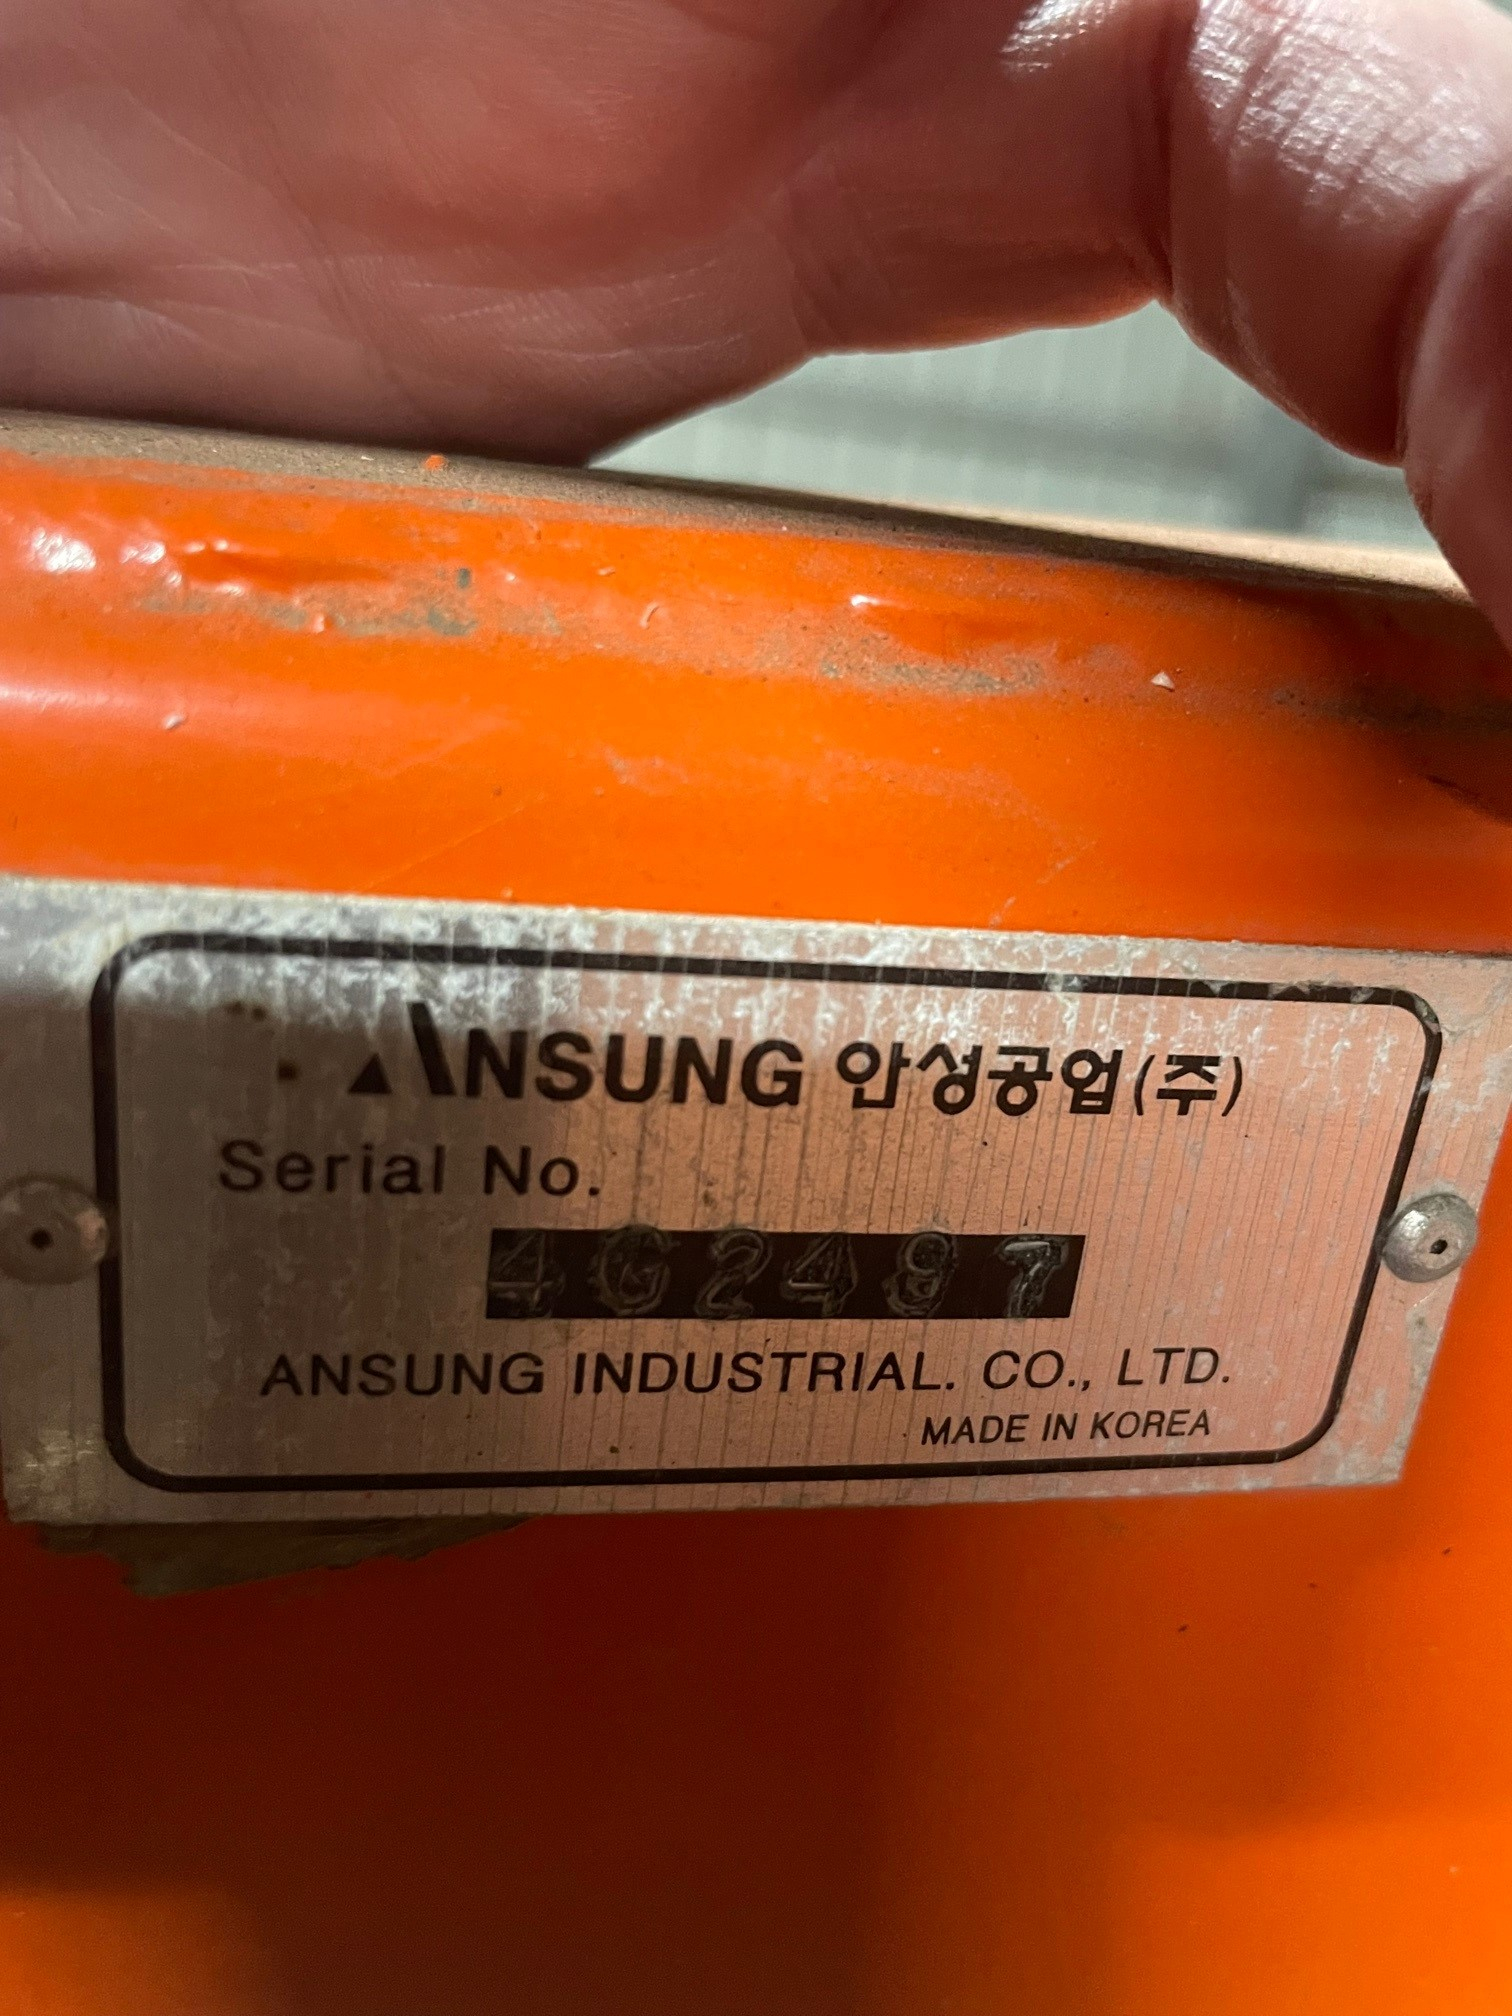 ANSUNG 안성공업(주)
Serial No.
4G2497
ANSUNG INDUSTRIAL. CO., LTD.
MADE IN KOREA